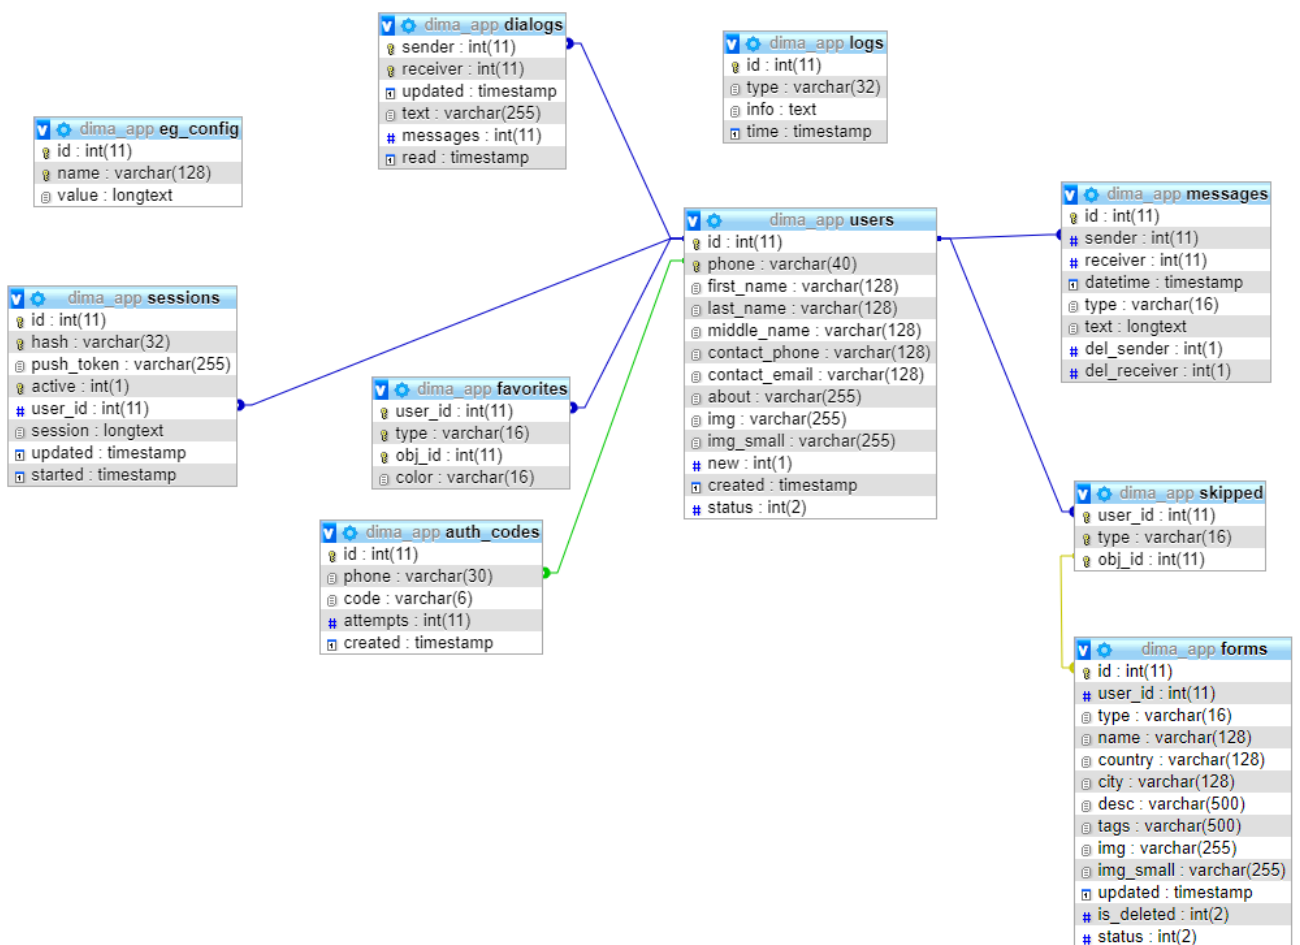 dima_app dialogs
sender : int(11)
receiver : int(11)
updated : timestamp
text : varchar(255)
messages : int(11)
read : timestamp
dima_app logs
id : int(11)
type : varchar(32)
info : text
time : timestamp
dima_app eg_config
id : int(11)
name : varchar(128)
value : longtext
dima_app users
id : int(11)
phone : varchar(40)
first_name : varchar(128)
last_name : varchar(128)
middle_name : varchar(128)
contact_phone : varchar(128)
contact_email : varchar(128)
about : varchar(255)
img : varchar(255)
img_small : varchar(255)
new : int(1)
created : timestamp
status : int(2)
dima_app messages
id : int(11)
sender : int(11)
receiver : int(11)
datetime : timestamp
type : varchar(16)
text : longtext
del_sender : int(1)
del_receiver : int(1)
dima_app sessions
id : int(11)
hash : varchar(32)
push_token : varchar(255)
active : int(1)
user_id : int(11)
session : longtext
updated : timestamp
started : timestamp
dima_app favorites
user_id : int(11)
type : varchar(16)
obj_id : int(11)
color : varchar(16)
dima_app auth_codes
id : int(11)
phone : varchar(30)
code : varchar(6)
attempts : int(11)
created : timestamp
dima_app skipped
user_id : int(11)
type : varchar(16)
obj_id : int(11)
dima_app forms
id : int(11)
user_id : int(11)
type : varchar(16)
name : varchar(128)
country : varchar(128)
city : varchar(128)
desc : varchar(500)
tags : varchar(500)
img : varchar(255)
img_small : varchar(255)
updated : timestamp
is_deleted : int(2)
status : int(2)